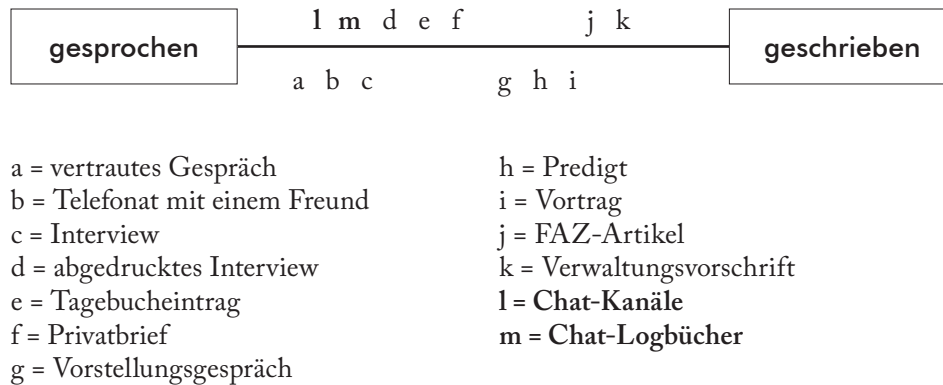 l m d e f j k
gesprochen geschrieben
a b c g h i
a = vertrautes Gespräch
b = Telefonat mit einem Freund
c = Interview
d = abgedrucktes Interview
e = Tagebucheintrag
f = Privatbrief
g = Vorstellungsgespräch
h = Predigt
i = Vortrag
j = FAZ-Artikel
k = Verwaltungsvorschrift
l = Chat-Kanäle
m = Chat-Logbücher